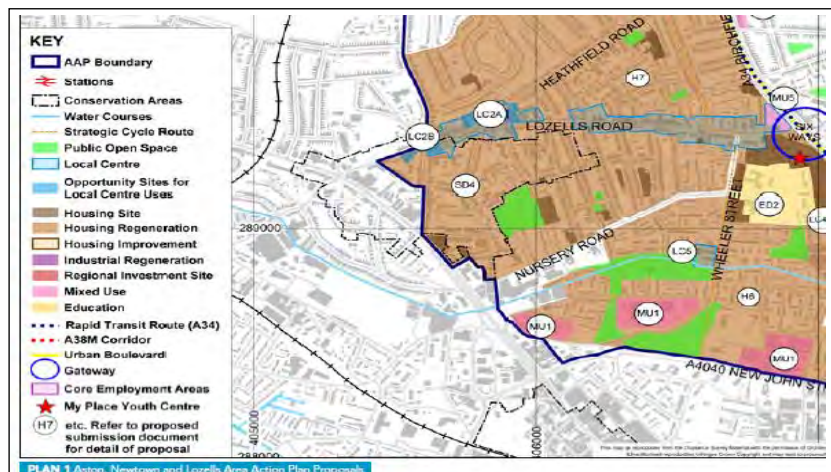 KEY
AAP Boundary
Stations
Conservation Areas
Water Courses
Strategic Cycle Route
Public Open Space
Local Centre
Opportunity Sites for
Local Centre Uses
Housing Site
Housing Regeneration
Housing Improvement
Industrial Regeneration
Regional Investment Site
Mixed Use
Education
Rapid Transit Route (A34)
A38M Corridor
Urban Boulevard
Gateway
Core Employment Areas
My Place Youth Centre
H7
etc. Refer to proposed
submission document
for detail of proposal
HEATHFIELD ROAD
H7
A34 BIRCHFIE
MU5
SIX
WAYS
LC2A
LC2B
LOZELLS ROAD
SD4
ED2
LC4
WHEELER STREET
289000
NURSERY ROAD
LC5
H6
MU1
MU1
MU1
A4040 NEW JOHN ST
405000
406000
288000
PLAN 1 Aston, Newtown and Lozells Area Action Plan Proposals